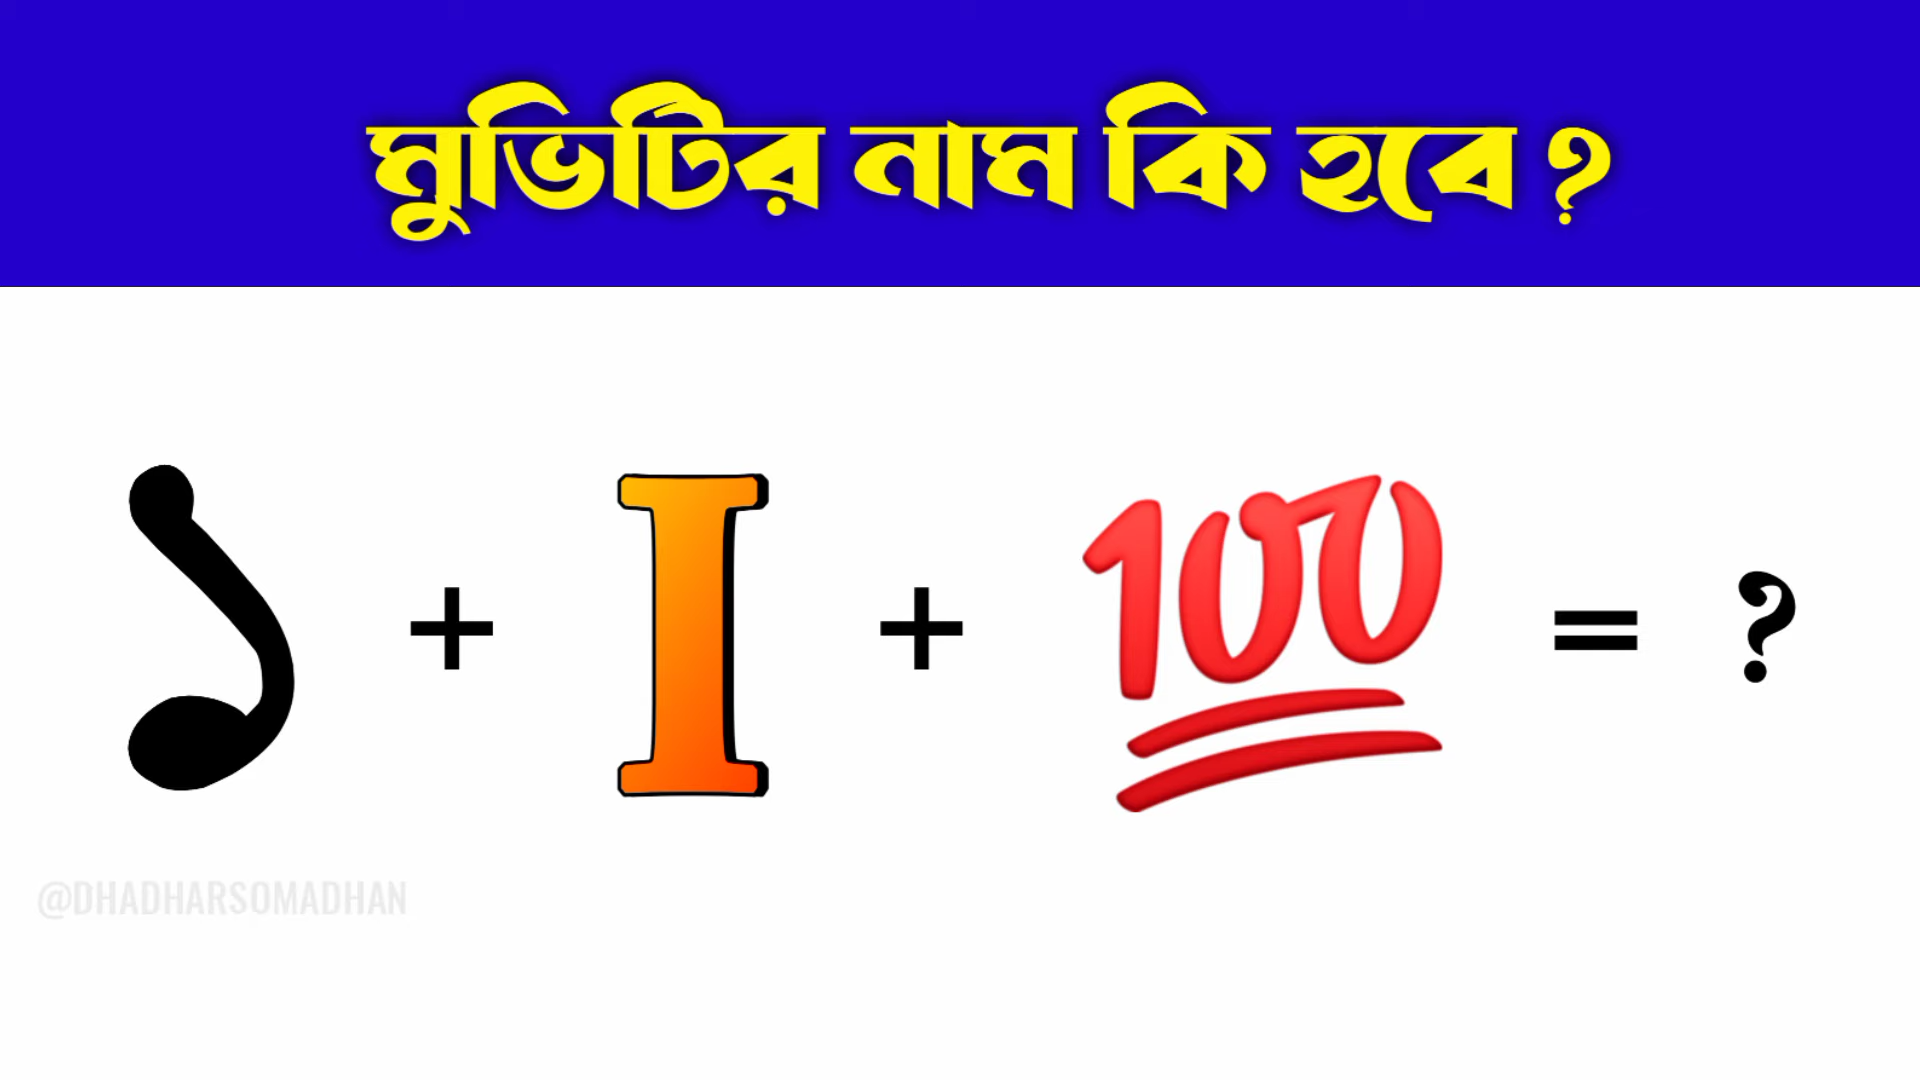 মুভিটির নাম কি হবে ?
১ + I + 100 = ?
@DHADHARSOMADHAN